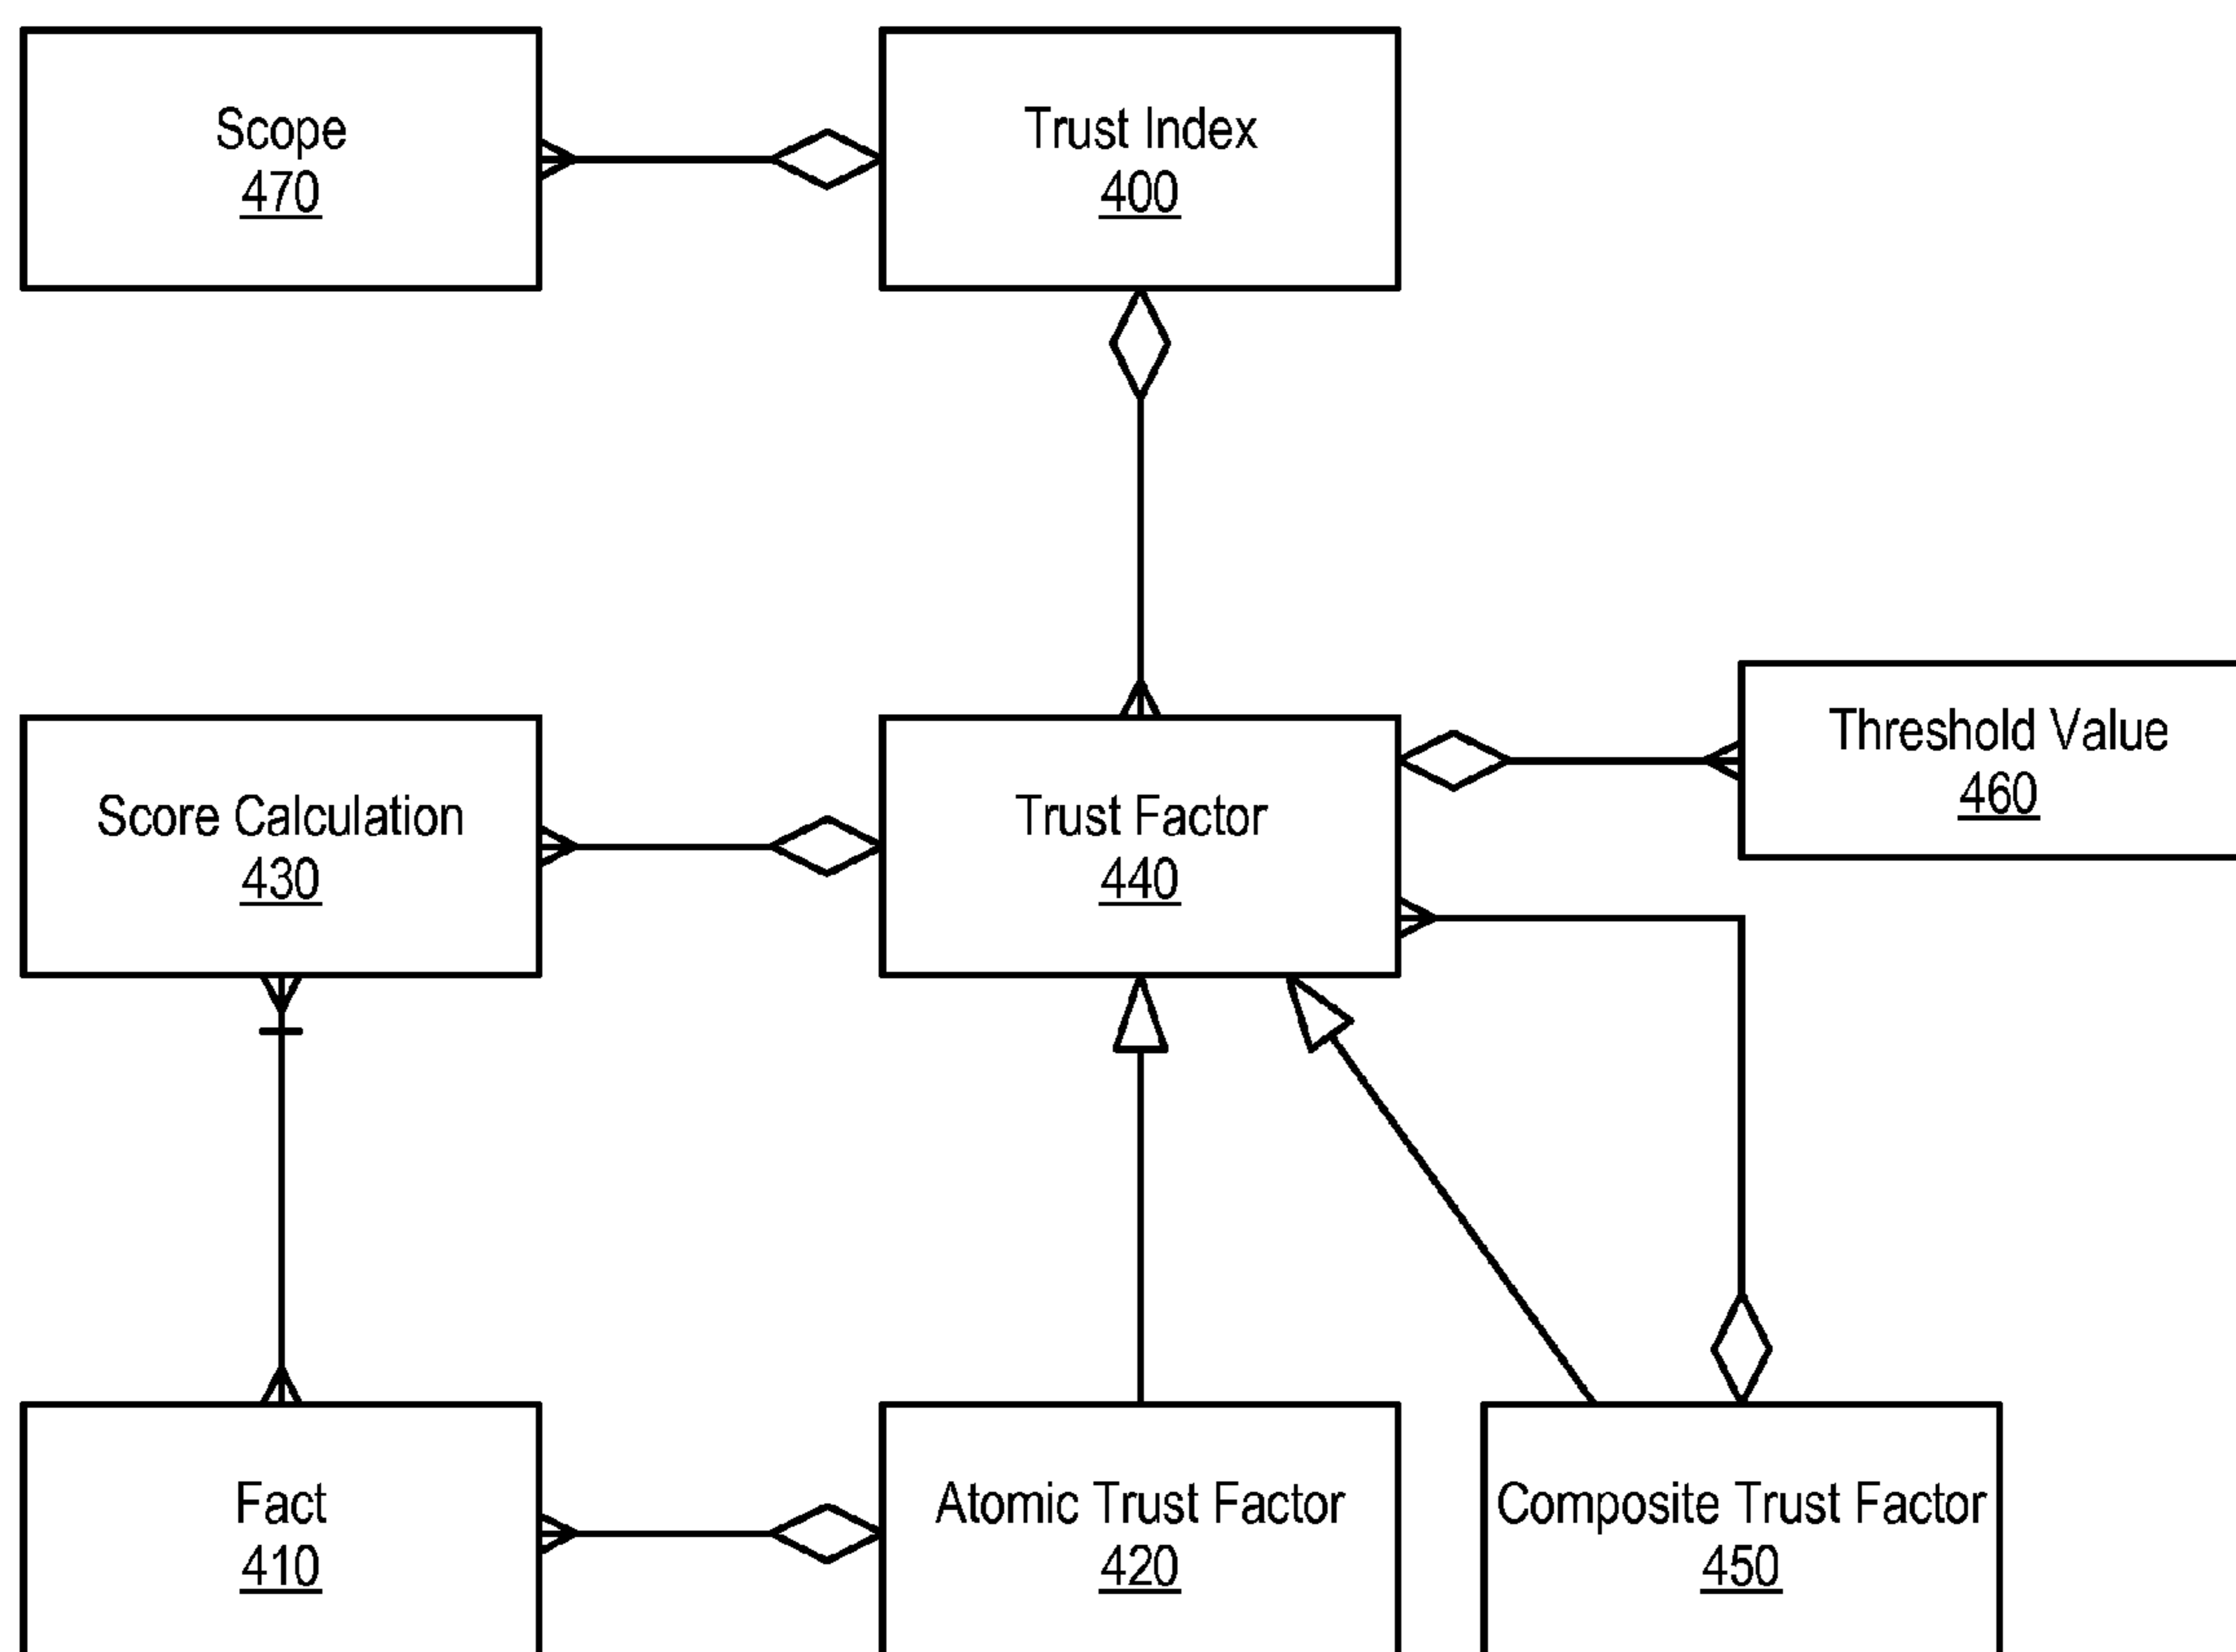 Scope
470
Trust Index
400
Threshold Value
460
Score Calculation
430
Trust Factor
440
Fact
410
Atomic Trust Factor
420
Composite Trust Factor
450